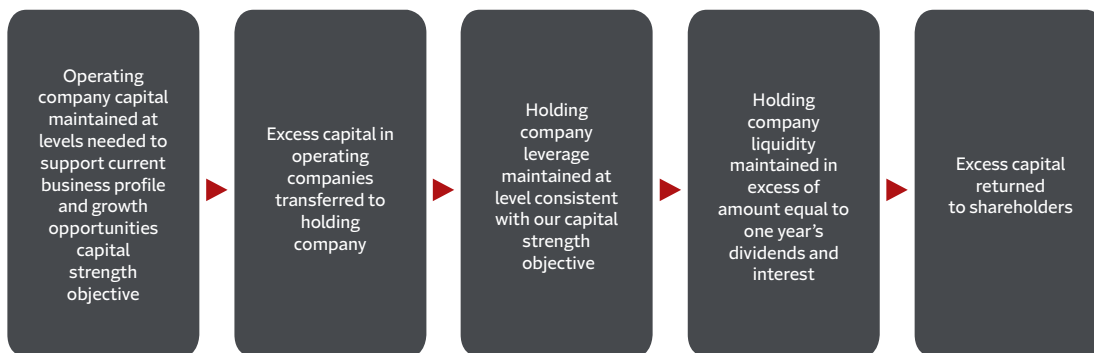 Operating
company capital
maintained at
levels needed to
support current
business profile
and growth
opportunities
capital
strength
objective
Excess capital in
operating
companies
transferred to
holding
company
Holding
company
leverage
maintained at
level consistent
with our capital
strength
objective
Holding
company
liquidity
maintained in
excess of
amount equal to
one year’s
dividends and
interest
Excess capital
returned
to shareholders